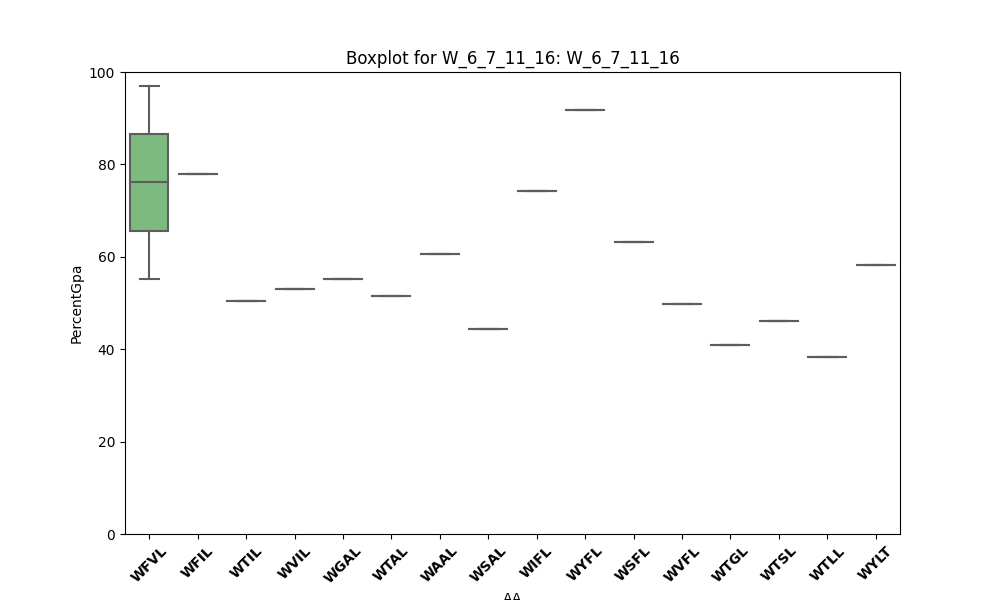 Boxplot for W_6_7_11_16: W_6_7_11_16
100
80
60
40
20
0
PercentGpa
WFVL
WFIL
WTIL
WVIL
WGAL
WTAL
WAAL
WSAL
WIFL
WYFL
WSFL
WVFL
WTGL
WTSL
WTLL
WYLT
AA